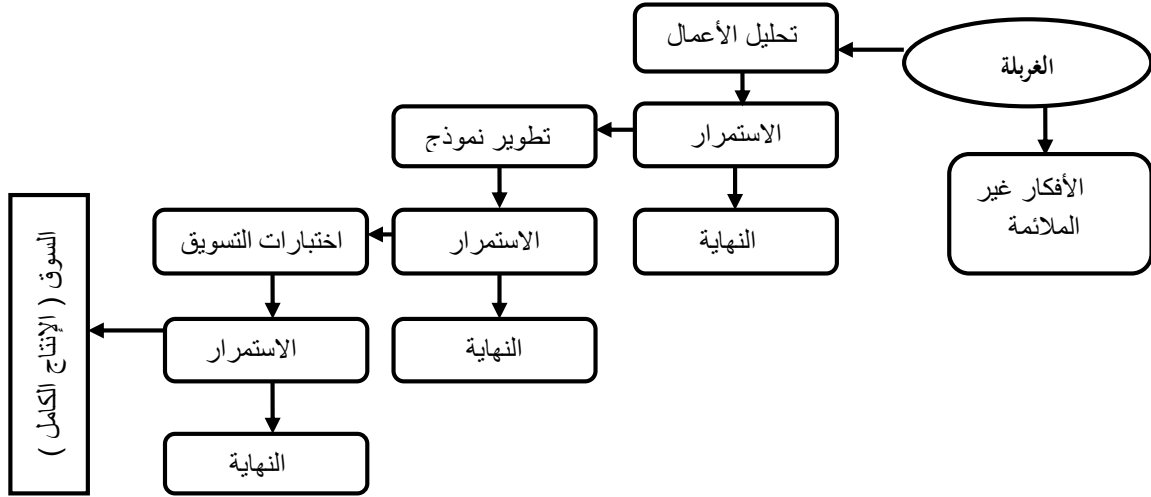 تحليل الأعمال
الغربلة
الاستمرار
تطوير نموذج
الأفكار غير
الملائمة
النهاية
الاستمرار
اختبارات التسويق
السوق ( الإنتاج الكامل )
النهاية
الاستمرار
النهاية